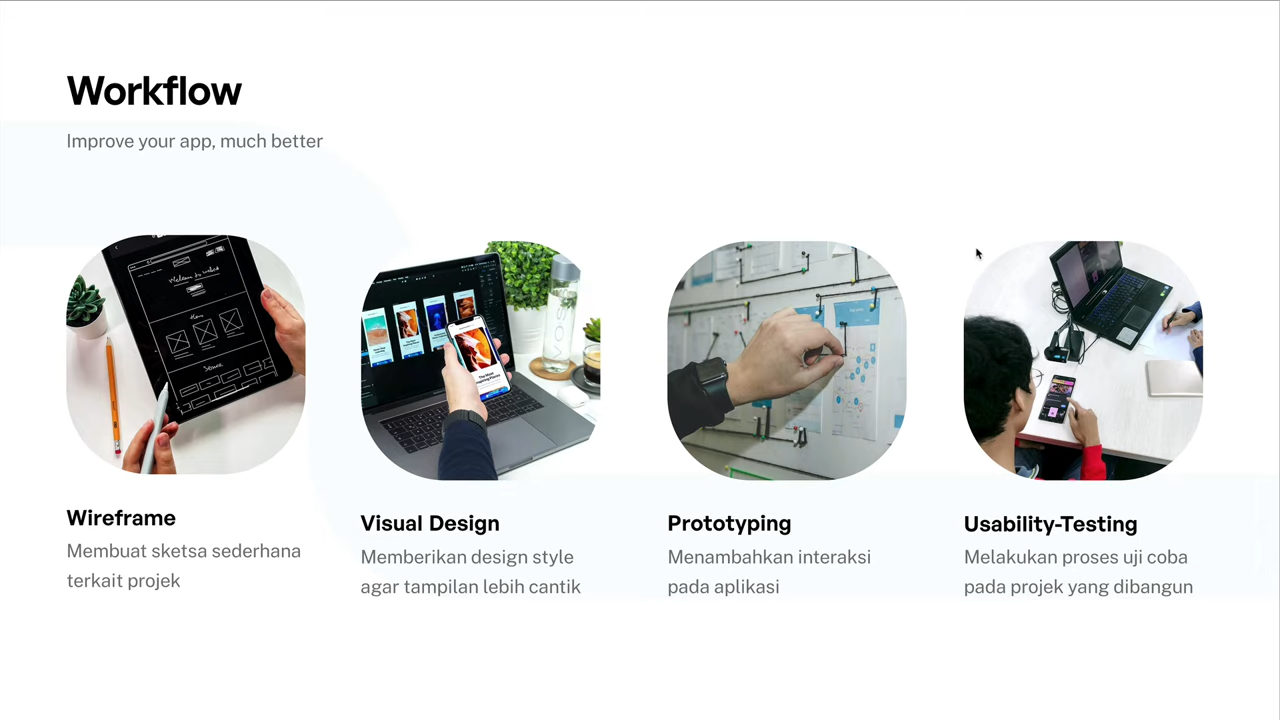 Workflow
Improve your app, much better
Wireframe
Membuat sketsa sederhana
terkait projek
Visual Design
Memberikan design style
agar tampilan lebih cantik
Prototyping
Menambahkan interaksi
pada aplikasi
Usability-Testing
Melakukan proses uji coba
pada projek yang dibangun